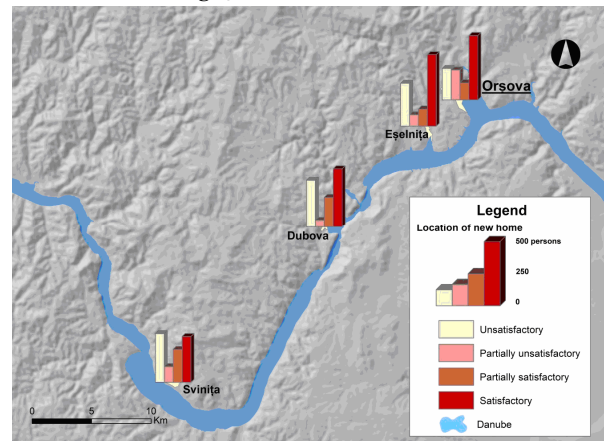 Orsova
Eșelnița
Dubova
Svinița
0 5 10
Km
Legend
Location of new home
500 persons
250
0
Unsatisfactory
Partially unsatisfactory
Partially satisfactory
Satisfactory
Danube